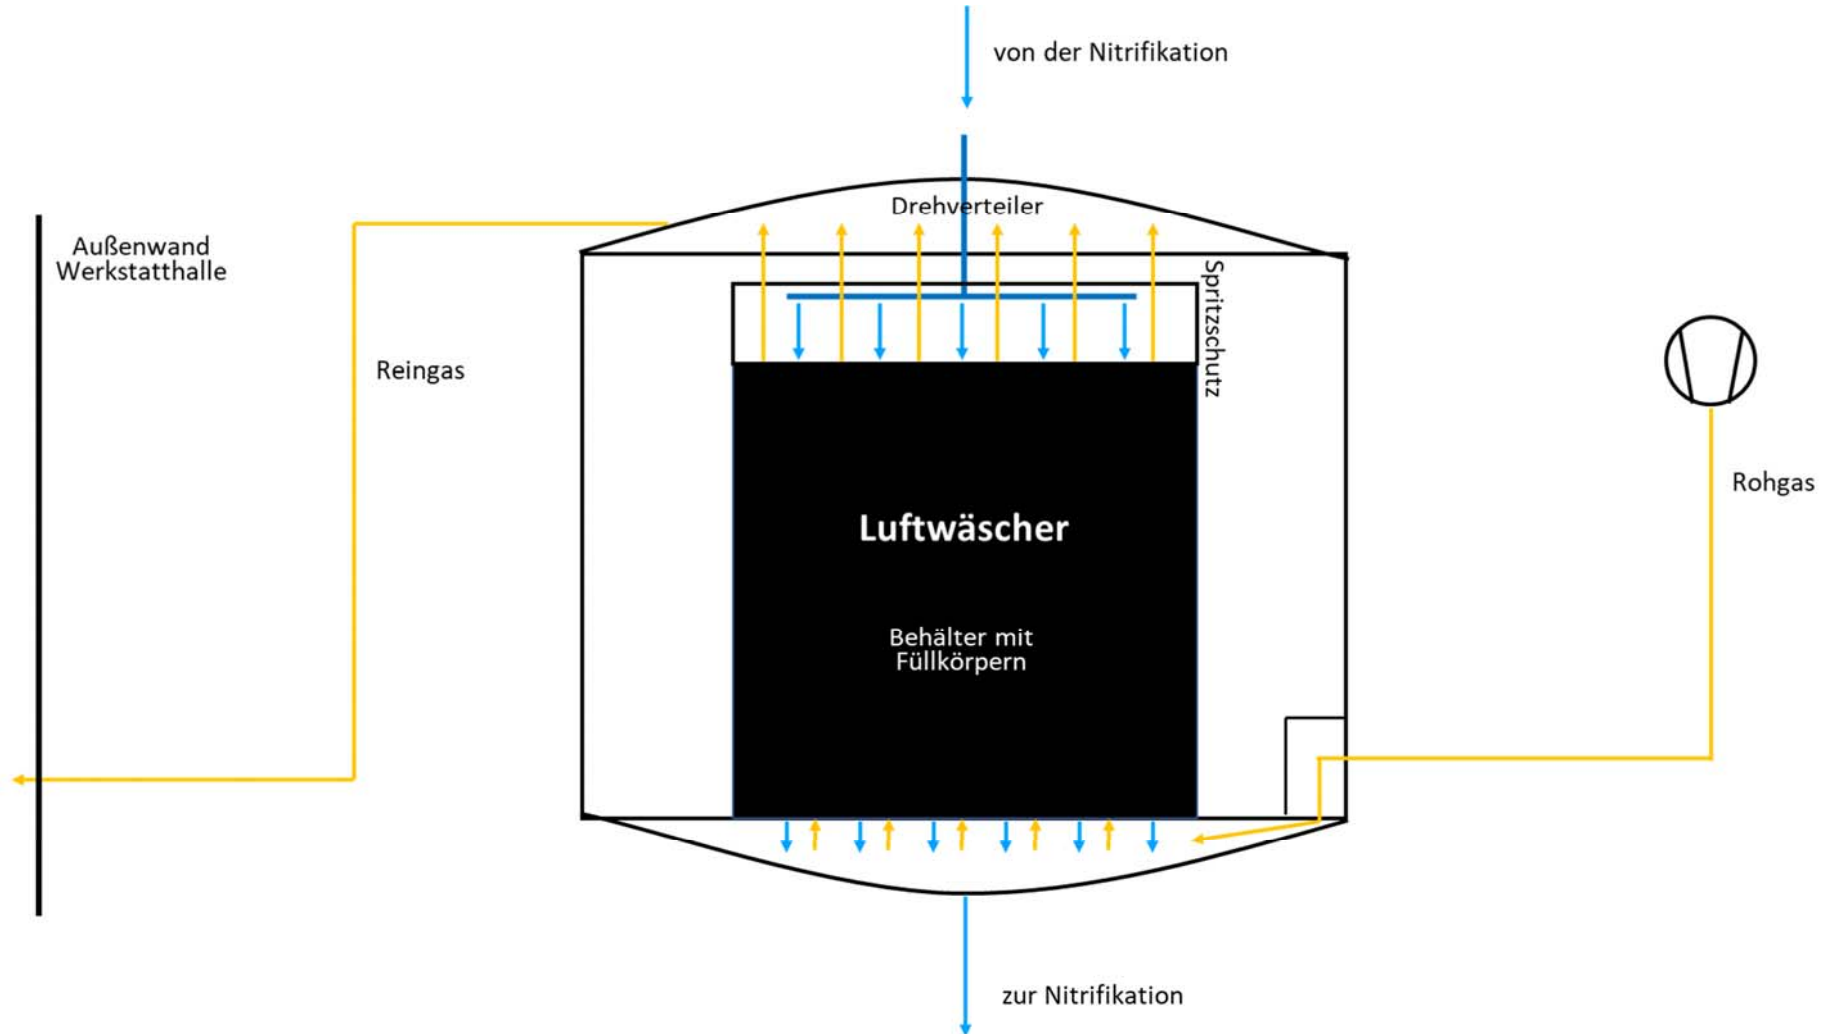 von der Nitrifikation
Drehverteiler
Außenwand
Werkstatthalle
Spritzschutz
Reingas
Rohgas
Luftwäscher
Behälter mit
Füllkörpern
zur Nitrifikation